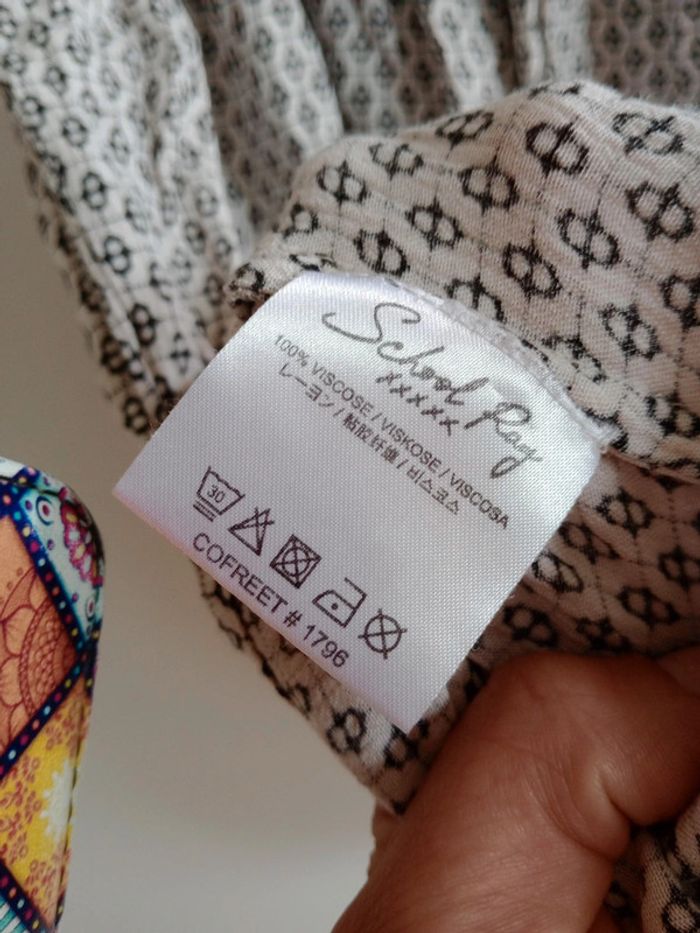 School Rag
×××××
100% VISCOSE / VISKOSE / VISCOSA
レーヨン / 粘胶纤维 / 비스코스
30
COFREET # 1796